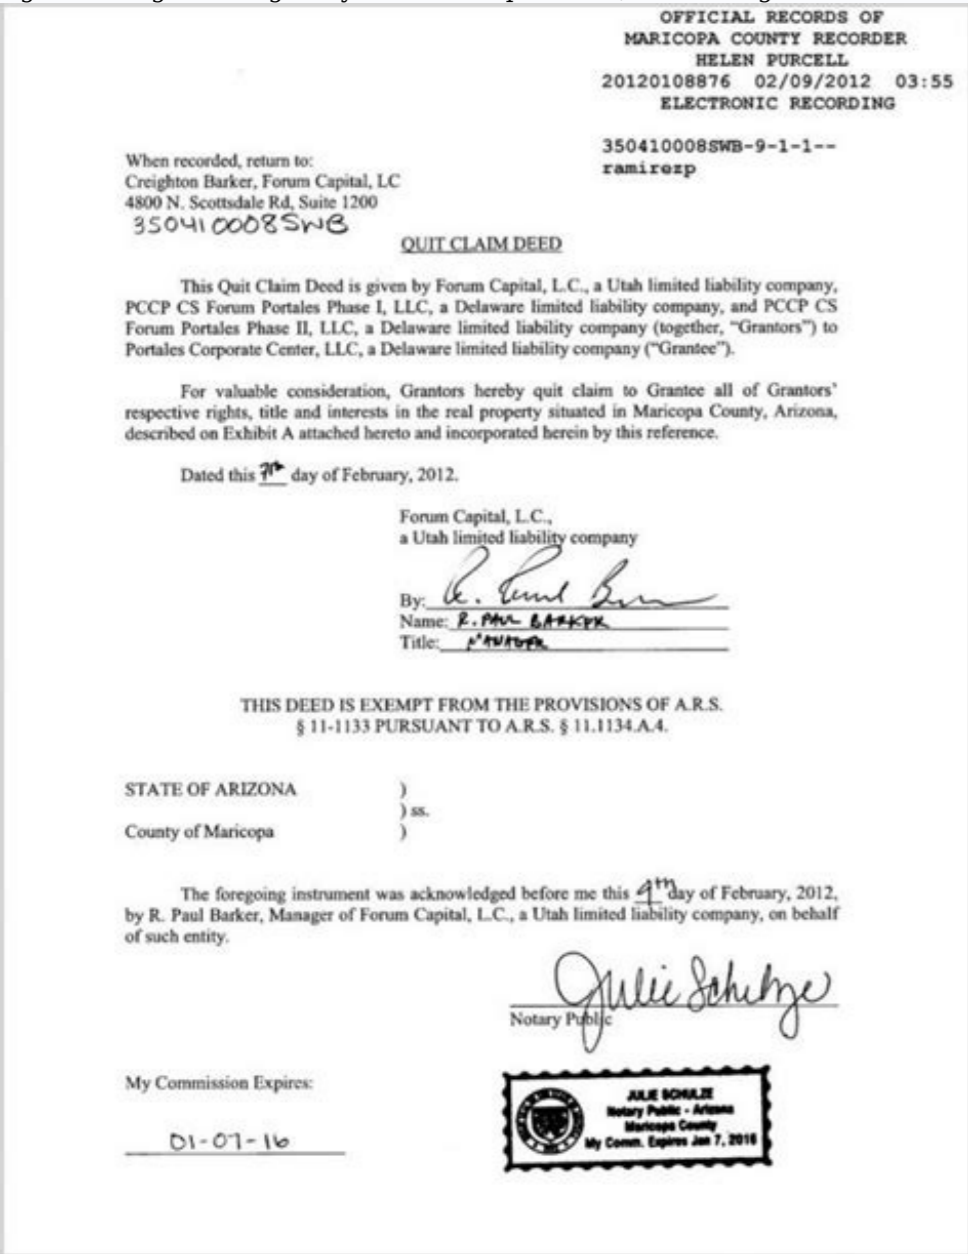 OFFICIAL RECORDS OF
MARICOPA COUNTY RECORDER
HELEN PURCELL
20120108876 02/09/2012 03:55
ELECTRONIC RECORDING
350410008SWB-9-1-1--
ramirezp
When recorded, return to:
Creighton Barker, Forum Capital, LC
4800 N. Scottsdale Rd, Suite 1200
350410008SWB
QUIT CLAIM DEED
This Quit Claim Deed is given by Forum Capital, L.C., a Utah limited liability company,
PCCP CS Forum Portales Phase I, LLC, a Delaware limited liability company, and PCCP CS
Forum Portales Phase II, LLC, a Delaware limited liability company (together, "Grantors") to
Portales Corporate Center, LLC, a Delaware limited liability company ("Grantee").
For valuable consideration, Grantors hereby quit claim to Grantee all of Grantors'
respective rights, title and interests in the real property situated in Maricopa County, Arizona,
described on Exhibit A attached hereto and incorporated herein by this reference.
Dated this day of February, 2012.
Forum Capital, L.C.,
a Utah limited liability company
By: R. Paul B
Name: R. PAUL BARKER
Title: MANAGER
THIS DEED IS EXEMPT FROM THE PROVISIONS OF A.R.S.
§ 11-1133 PURSUANT TO A.R.S. § 11.1134.A.4.
STATE OF ARIZONA )
) ss.
County of Maricopa )
The foregoing instrument was acknowledged before me this 9th day of February, 2012,
by R. Paul Barker, Manager of Forum Capital, L.C., a Utah limited liability company, on behalf
of such entity.
Julie Schulze
Notary Public
My Commission Expires:
01-07-16
JULIE SCHULZE
Notary Public - Arizona
Maricopa County
My Comm. Expires Jan 7, 2016